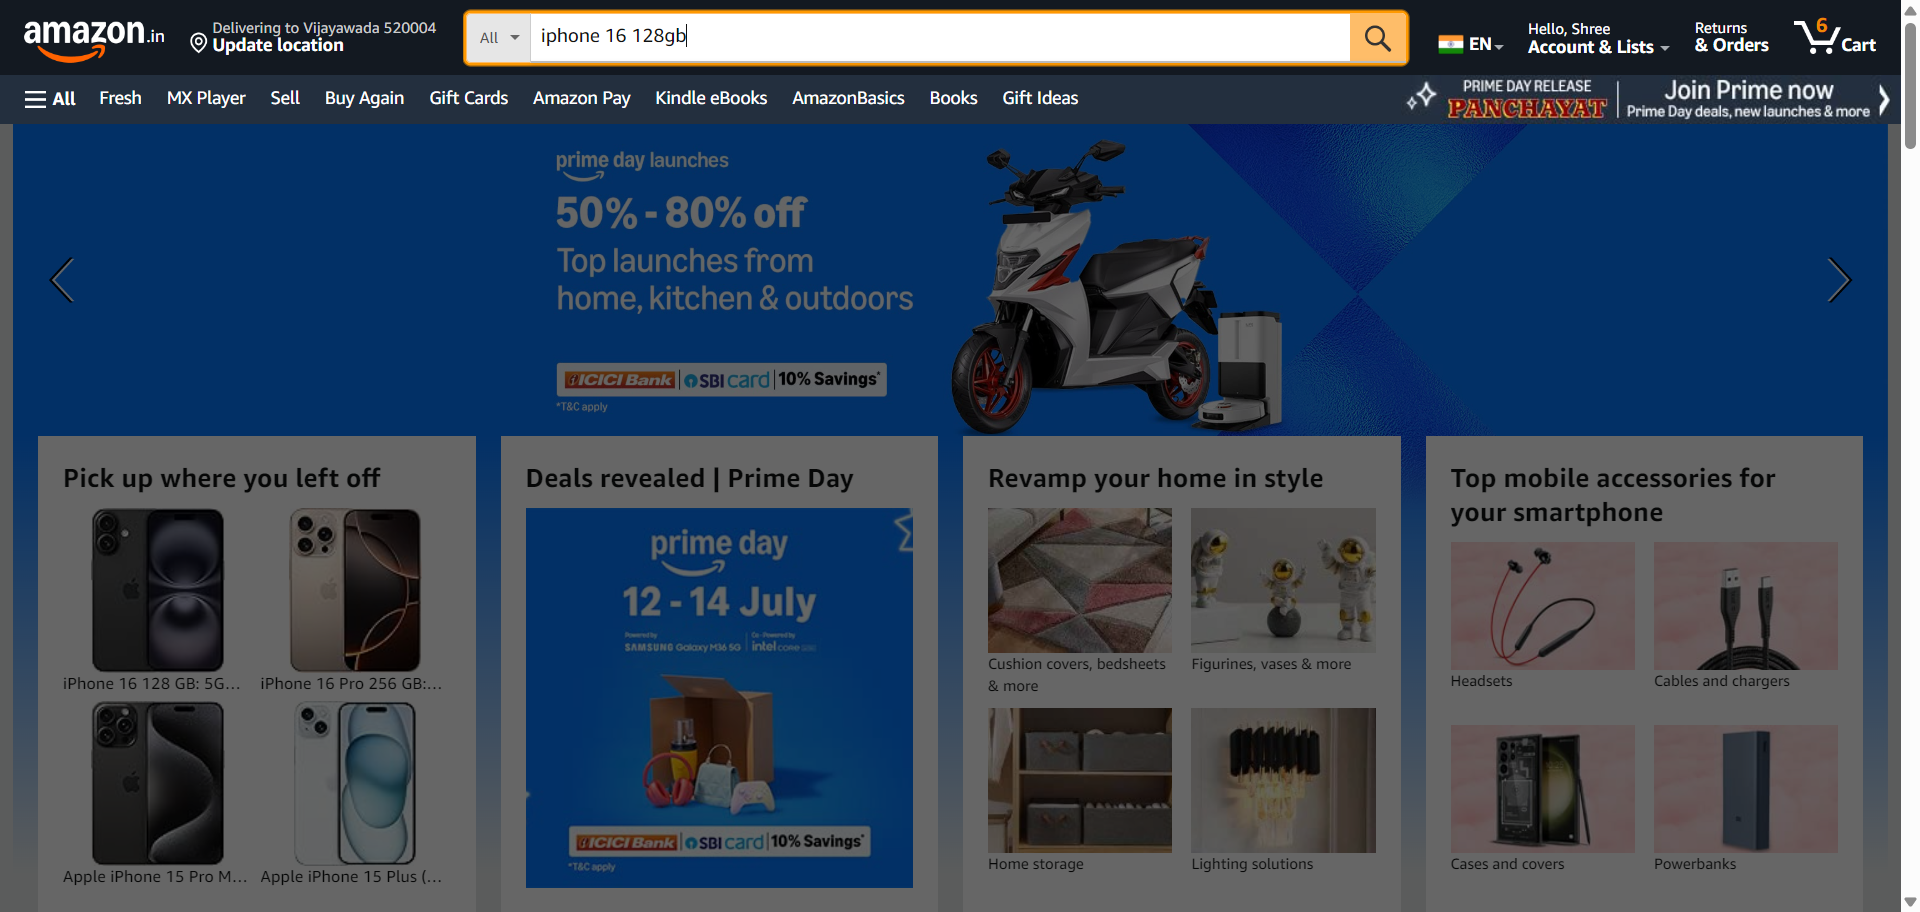 amazon.in
Delivering to Vijayawada 520004
Update location
All
iphone 16 128gb
EN
Hello, Shree
Account & Lists
Returns
& Orders
6
Cart
All
Fresh
MX Player
Sell
Buy Again
Gift Cards
Amazon Pay
Kindle eBooks
AmazonBasics
Books
Gift Ideas
PRIME DAY RELEASE
PANCHAYAT
Join Prime now
Prime Day deals, new launches & more
prime day launches
50% - 80% off
Top launches from
home, kitchen & outdoors
ICICI Bank
SBI card
10% Savings*
*T&C apply
Pick up where you left off
iPhone 16 128 GB: 5G...
iPhone 16 Pro 256 GB:...
Apple iPhone 15 Pro M...
Apple iPhone 15 Plus (...
Deals revealed | Prime Day
prime day
12 - 14 July
Powered by
SAMSUNG Galaxy M36 5G
Co-Powered by
intel core
ICICI Bank
SBI card
10% Savings*
*T&C apply
Revamp your home in style
Cushion covers, bedsheets
& more
Figurines, vases & more
Home storage
Lighting solutions
Top mobile accessories for
your smartphone
Headsets
Cables and chargers
Cases and covers
Powerbanks